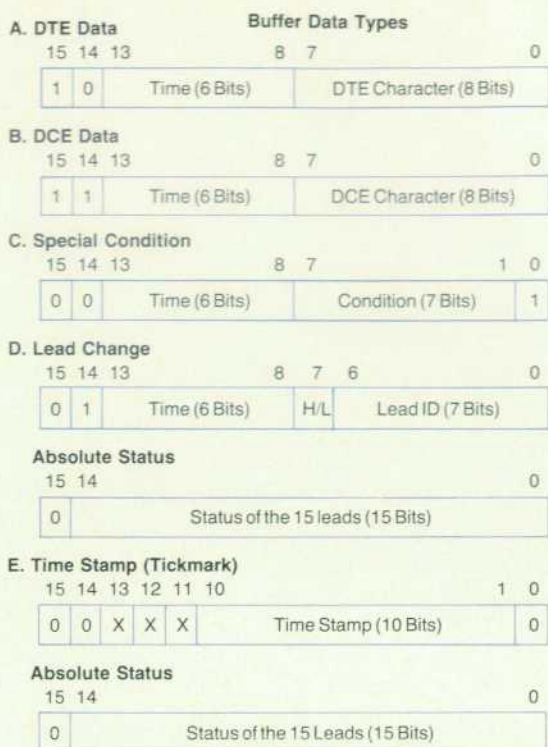 Buffer Data Types
A. DTE Data
15 14 13 8 7 0
1 0 Time (6 Bits) DTE Character (8 Bits)
B. DCE Data
15 14 13 8 7 0
1 1 Time (6 Bits) DCE Character (8 Bits)
C. Special Condition
15 14 13 8 7 1 0
0 0 Time (6 Bits) Condition (7 Bits) 1
D. Lead Change
15 14 13 8 7 6 0
0 1 Time (6 Bits) H/L Lead ID (7 Bits)
Absolute Status
15 14 0
0 Status of the 15 leads (15 Bits)
E. Time Stamp (Tickmark)
15 14 13 12 11 10 1 0
0 0 X X X Time Stamp (10 Bits) 0
Absolute Status
15 14 0
0 Status of the 15 Leads (15 Bits)